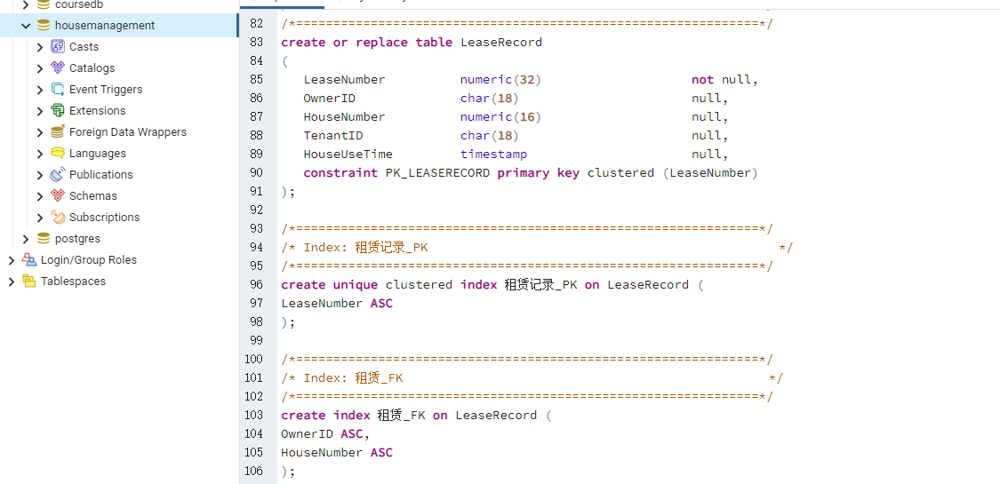 coursedb
housemanagement
Casts
Catalogs
Event Triggers
Extensions
Foreign Data Wrappers
Languages
Publications
Schemas
Subscriptions
postgres
Login/Group Roles
Tablespaces
82 /*==============================================================*/
83 create or replace table LeaseRecord
84 (
85 LeaseNumber numeric(32) not null,
86 OwnerID char(18) null,
87 HouseNumber numeric(16) null,
88 TenantID char(18) null,
89 HouseUseTime timestamp null,
90 constraint PK_LEASERECORD primary key clustered (LeaseNumber)
91 );
92
93 /*==============================================================*/
94 /* Index: 租赁记录_PK */
95 /*==============================================================*/
96 create unique clustered index 租赁记录_PK on LeaseRecord (
97 LeaseNumber ASC
98 );
99
100 /*==============================================================*/
101 /* Index: 租赁_FK */
102 /*==============================================================*/
103 create index 租赁_FK on LeaseRecord (
104 OwnerID ASC,
105 HouseNumber ASC
106 );